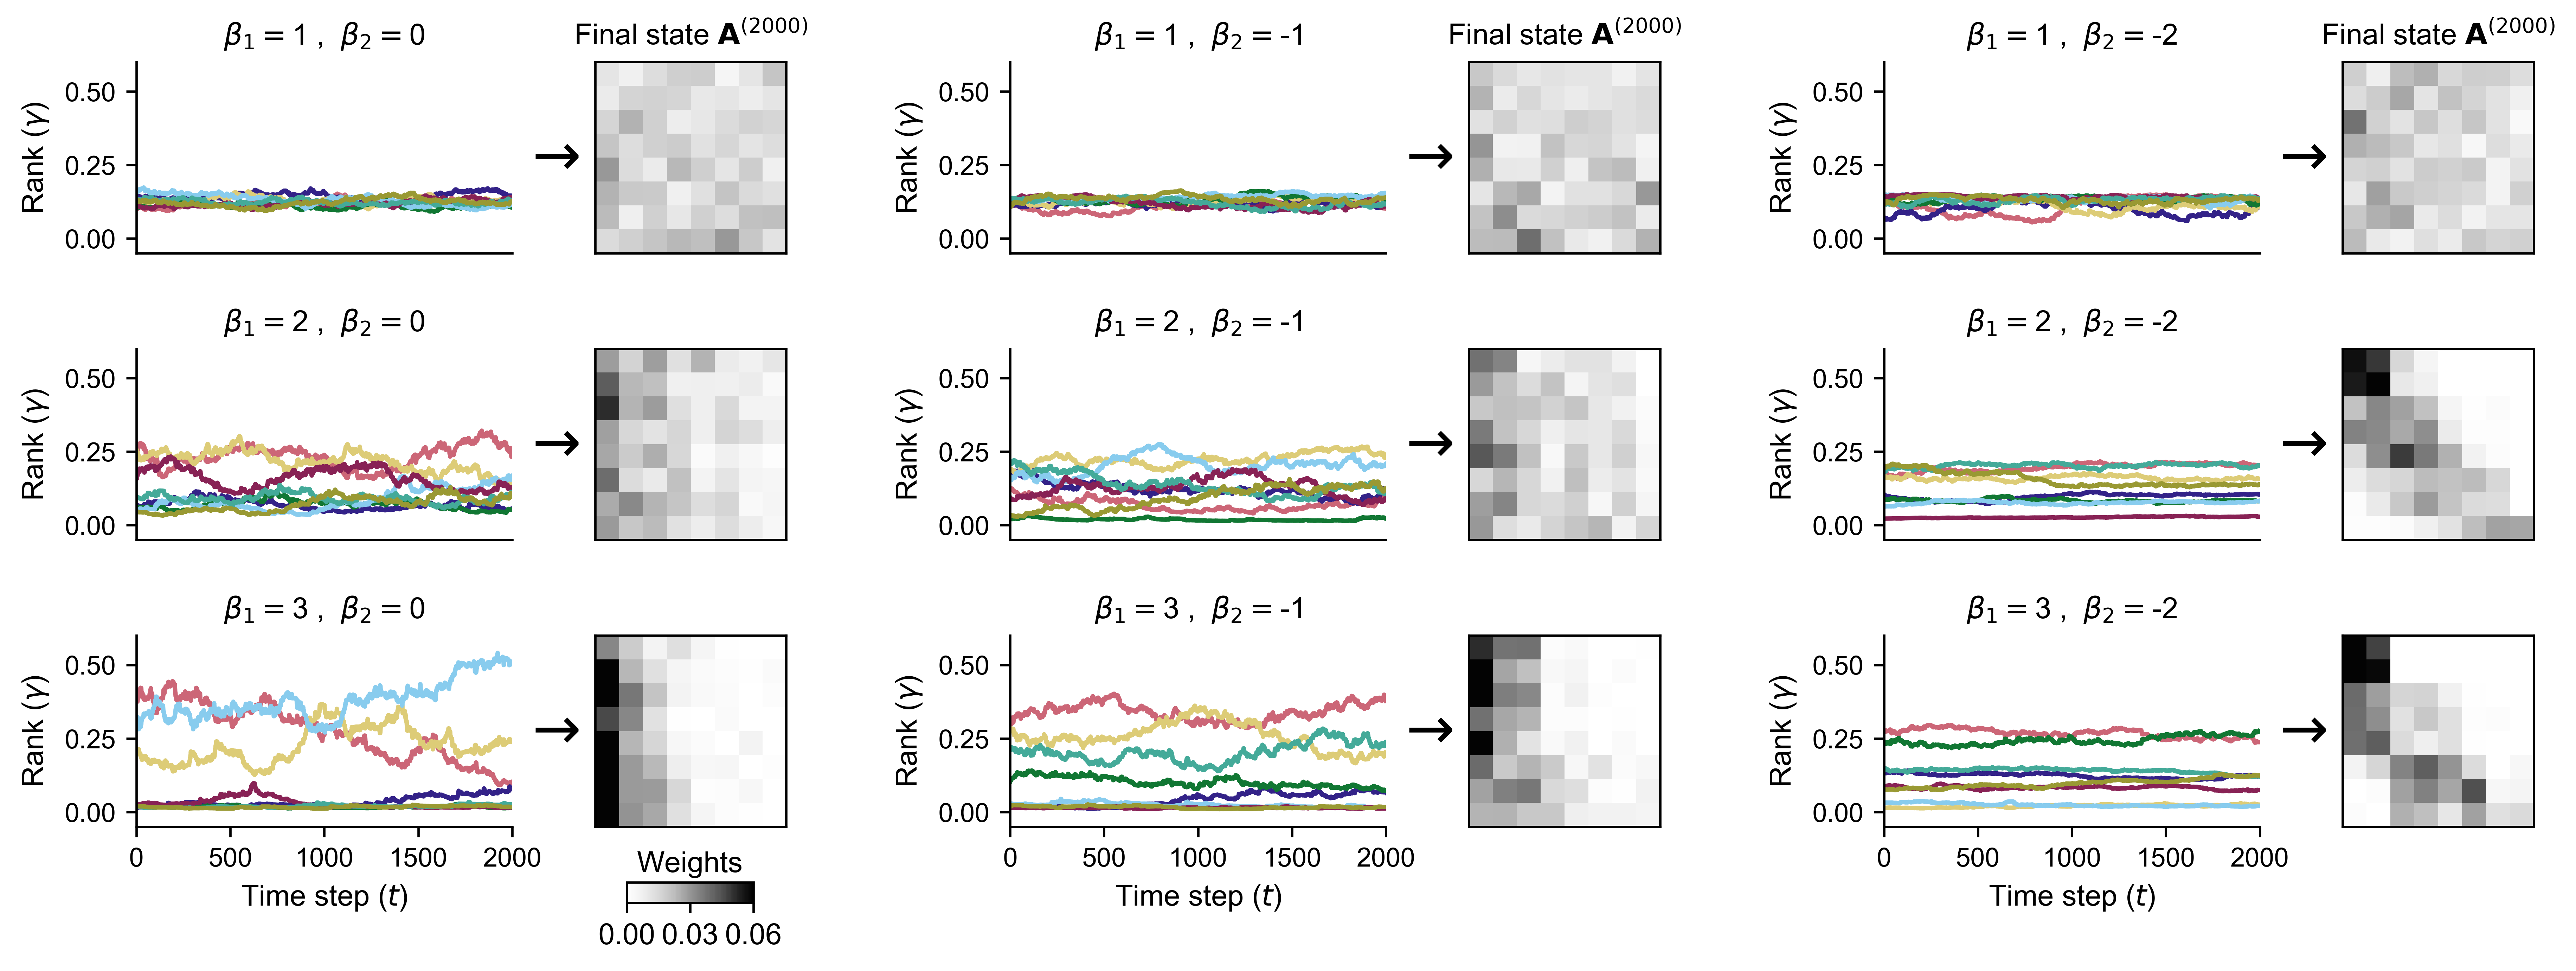 β₁ = 1 , β₂ = 0
Final state A⁽²⁰⁰⁰⁾
β₁ = 1 , β₂ = -1
Final state A⁽²⁰⁰⁰⁾
β₁ = 1 , β₂ = -2
Final state A⁽²⁰⁰⁰⁾
Rank (γ)
0.50
0.25
0.00
→
Rank (γ)
0.50
0.25
0.00
→
Rank (γ)
0.50
0.25
0.00
→
β₁ = 2 , β₂ = 0
β₁ = 2 , β₂ = -1
β₁ = 2 , β₂ = -2
Rank (γ)
0.50
0.25
0.00
→
Rank (γ)
0.50
0.25
0.00
→
Rank (γ)
0.50
0.25
0.00
→
β₁ = 3 , β₂ = 0
β₁ = 3 , β₂ = -1
β₁ = 3 , β₂ = -2
Rank (γ)
0.50
0.25
0.00
→
Rank (γ)
0.50
0.25
0.00
→
Rank (γ)
0.50
0.25
0.00
→
0 500 1000 1500 2000
Time step (t)
0 500 1000 1500 2000
Time step (t)
0 500 1000 1500 2000
Time step (t)
Weights
0.00 0.03 0.06